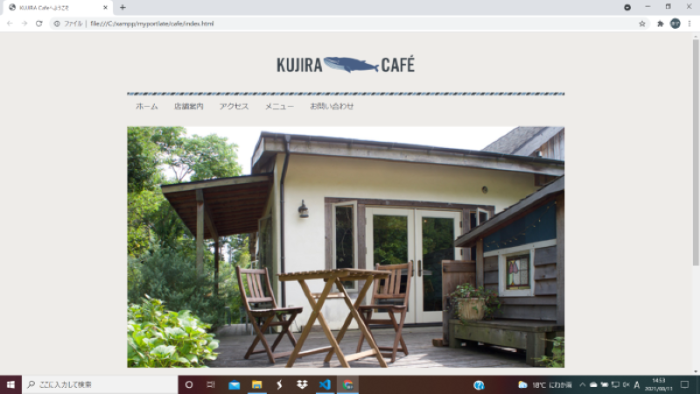 KUJIRA Cafeへようこそ
ファイル | file:///C:/xampp/myportlate/cafe/index.html
KUJIRA CAFÉ
ホーム 店舗案内 アクセス メニュー お問い合わせ
ここに入力して検索
18℃ にわか雨
A
14:53
2021/08/11